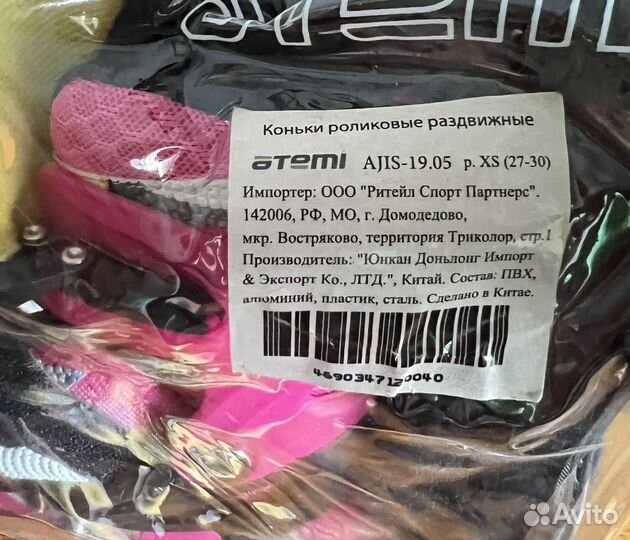 Коньки роликовые раздвижные
atemi AJIS-19.05 р. XS (27-30)
Импортер: ООО "Ритейл Спорт Партнерс".
142006, РФ, МО, г. Домодедово,
мкр. Востряково, территория Триколор, стр.1
Производитель: "Юнкан Доньлонг Импорт
& Экспорт Ко., ЛТД.", Китай. Состав: ПВХ,
алюминий, пластик, сталь. Сделано в Китае.
Avito